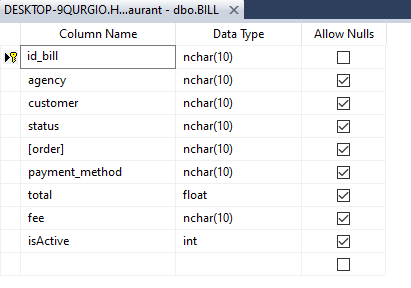 DESKTOP-9QURGIO.H...aurant - dbo.BILL
Column Name Data Type Allow Nulls
id_bill nchar(10)
agency nchar(10)
customer nchar(10)
status nchar(10)
[order] nchar(10)
payment_method nchar(10)
total float
fee nchar(10)
isActive int